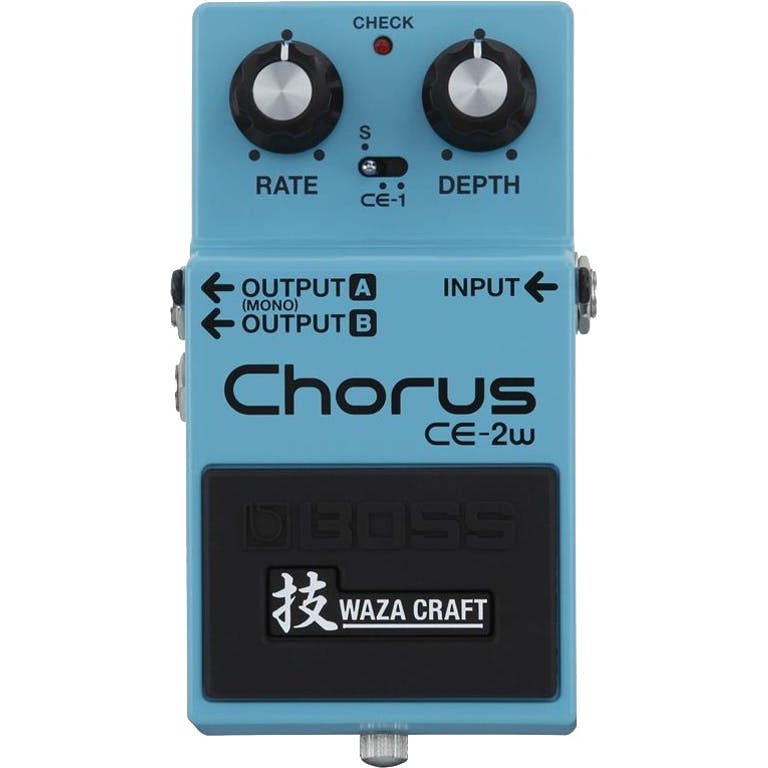 CHECK
S
RATE
CE-1
DEPTH
OUTPUT A
(MONO)
OUTPUT B
INPUT
Chorus
CE-2w
BOSS
技 WAZA CRAFT